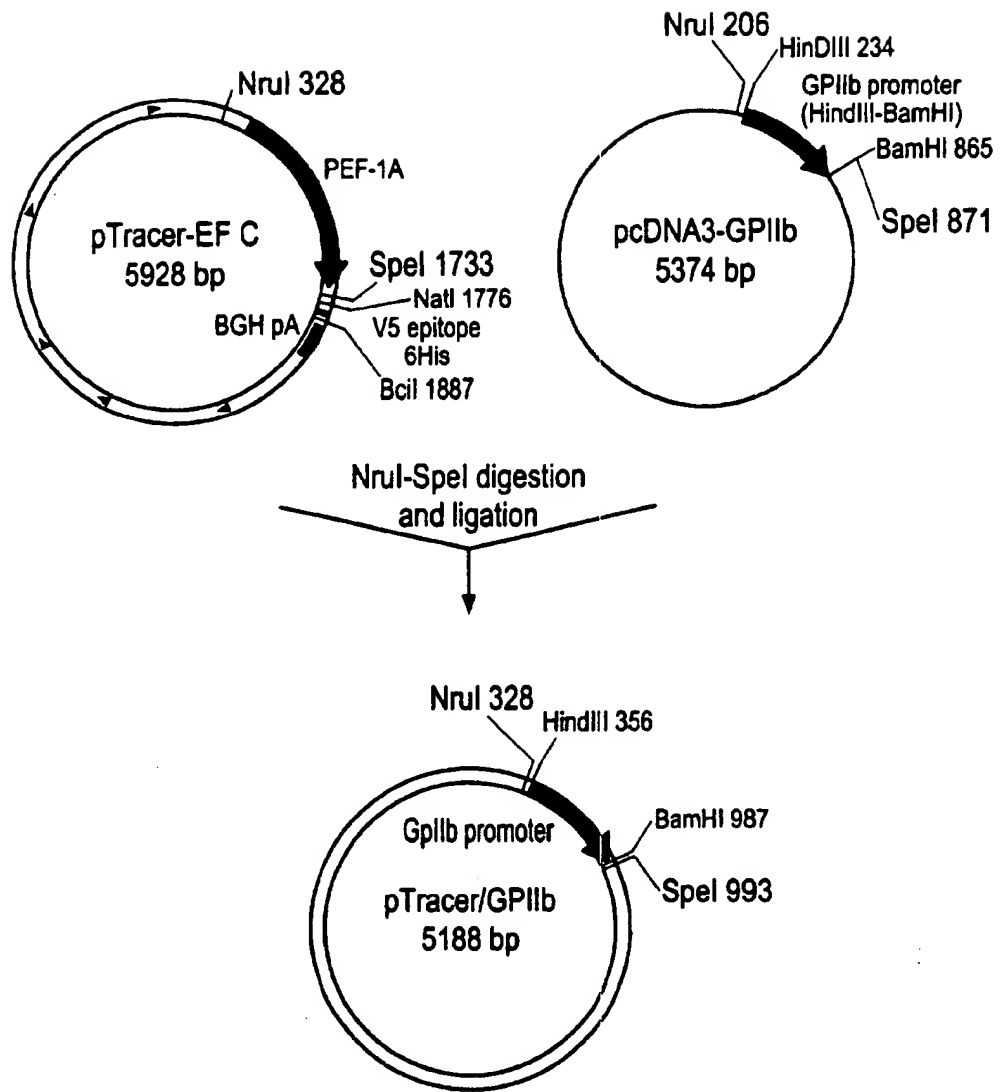 NruI 328
PEF-1A
pTracer-EF C
5928 bp
SpeI 1733
NatI 1776
BGH pA
V5 epitope
6His
BciI 1887
NruI 206
HinDIII 234
GPIIb promoter
(HindIII-BamHI)
BamHI 865
SpeI 871
pcDNA3-GPIIb
5374 bp
NruI-SpeI digestion
and ligation
NruI 328
HindIII 356
GpIIb promoter
BamHI 987
SpeI 993
pTracer/GPIIb
5188 bp